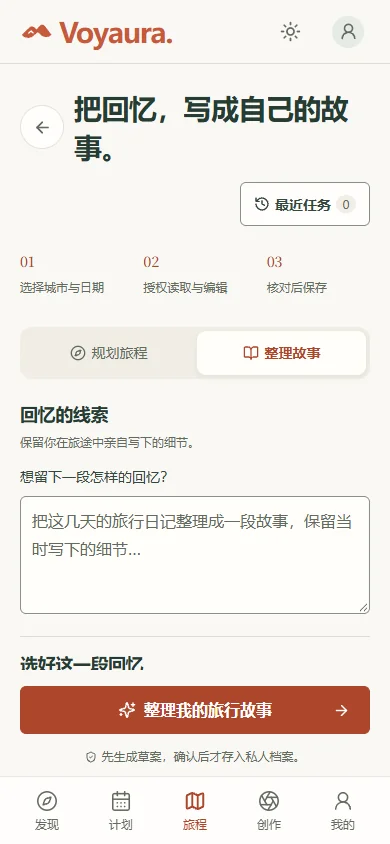 Voyaura.
把回忆，写成自己的故
事。
最近任务 0
01
02
03
选择城市与日期
授权读取与编辑
核对后保存
规划旅程
整理故事
回忆的线索
保留你在旅途中亲自写下的细节。
想留下一段怎样的回忆？
把这几天的旅行日记整理成一段故事，保留当
时写下的细节...
选好这一段回忆
整理我的旅行故事
先生成草案，确认后才存入私人档案。
发现
计划
旅程
创作
我的